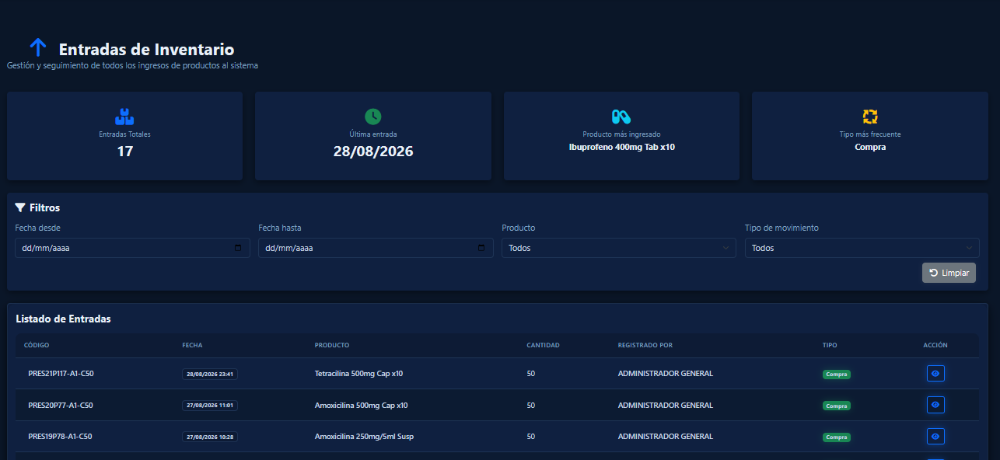 Entradas de Inventario
Gestión y seguimiento de todos los ingresos de productos al sistema
Entradas Totales
17
Última entrada
28/08/2026
Producto más ingresado
Ibuprofeno 400mg Tab x10
Tipo más frecuente
Compra
Filtros
Fecha desde
Fecha hasta
Producto
Tipo de movimiento
dd/mm/aaaa
dd/mm/aaaa
Todos
Todos
Limpiar
Listado de Entradas
CÓDIGO FECHA PRODUCTO CANTIDAD REGISTRADO POR TIPO ACCIÓN
PRES21P117-A1-C50 28/08/2026 23:41 Tetracilina 500mg Cap x10 50 ADMINISTRADOR GENERAL Compra
PRES20P77-A1-C50 27/08/2026 11:01 Amoxicilina 500mg Cap x10 50 ADMINISTRADOR GENERAL Compra
PRES19P78-A1-C50 27/08/2026 10:28 Amoxicilina 250mg/5ml Susp 50 ADMINISTRADOR GENERAL Compra